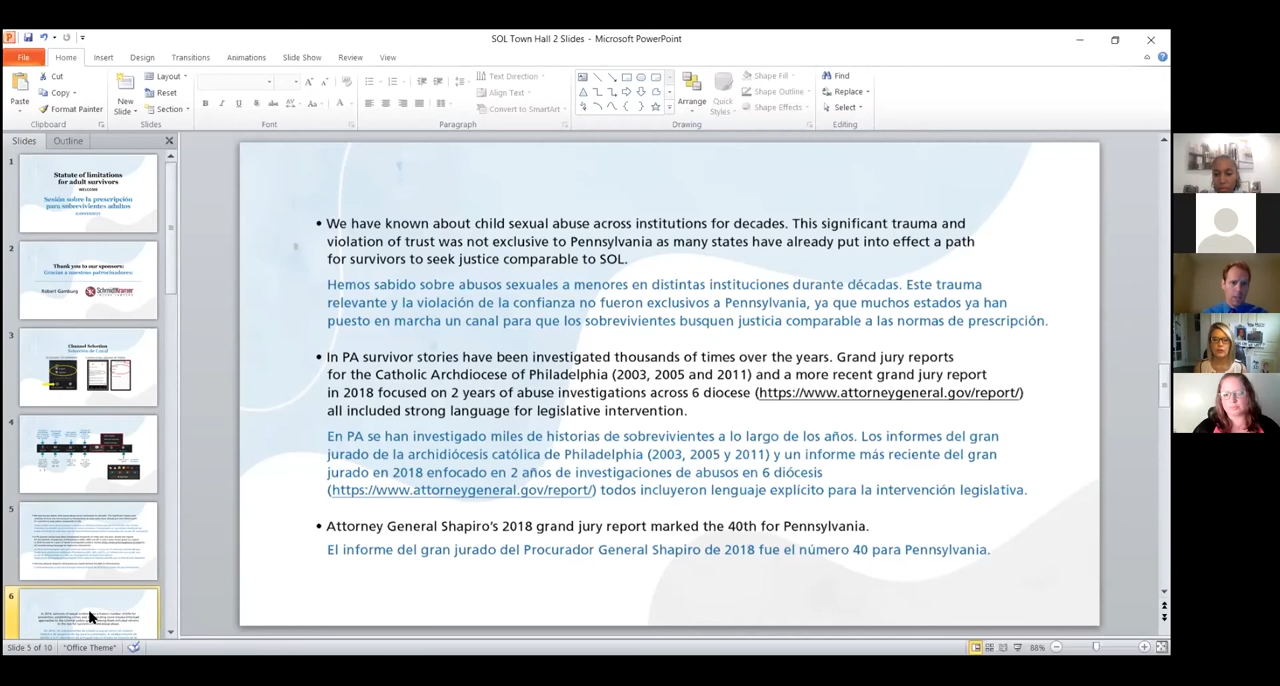 SOL Town Hall 2 Slides - Microsoft PowerPoint
File Home Insert Design Transitions Animations Slide Show Review View
Paste
Cut
Copy
Format Painter
Clipboard
New Slide
Layout
Reset
Section
Slides
Font
Text Direction
Align Text
Convert to SmartArt
Paragraph
Arrange
Quick Styles
Shape Fill
Shape Outline
Shape Effects
Drawing
Find
Replace
Select
Editing
Slides Outline
1
Statute of limitations
for adult survivors
WELCOME
Sesión sobre la prescripción
para sobrevivientes adultos
2
Thank you to our sponsors:
Gracias a nuestros patrocinadores:
Robert Gamburg SchmidtKramer
3
Channel Selection
Selección de Canal
4
5
6
• We have known about child sexual abuse across institutions for decades. This significant trauma and
violation of trust was not exclusive to Pennsylvania as many states have already put into effect a path
for survivors to seek justice comparable to SOL.
Hemos sabido sobre abusos sexuales a menores en distintas instituciones durante décadas. Este trauma
relevante y la violación de la confianza no fueron exclusivos a Pennsylvania, ya que muchos estados ya han
puesto en marcha un canal para que los sobrevivientes busquen justicia comparable a las normas de prescripción.
• In PA survivor stories have been investigated thousands of times over the years. Grand jury reports
for the Catholic Archdiocese of Philadelphia (2003, 2005 and 2011) and a more recent grand jury report
in 2018 focused on 2 years of abuse investigations across 6 diocese (https://www.attorneygeneral.gov/report/)
all included strong language for legislative intervention.
En PA se han investigado miles de historias de sobrevivientes a lo largo de los años. Los informes del gran
jurado de la archidiócesis católica de Philadelphia (2003, 2005 y 2011) y un informe más reciente del gran
jurado en 2018 enfocado en 2 años de investigaciones de abusos en 6 diócesis
(https://www.attorneygeneral.gov/report/) todos incluyeron lenguaje explícito para la intervención legislativa.
• Attorney General Shapiro's 2018 grand jury report marked the 40th for Pennsylvania.
El informe del gran jurado del Procurador General Shapiro de 2018 fue el número 40 para Pennsylvania.
Slide 5 of 10 "Office Theme" 88%